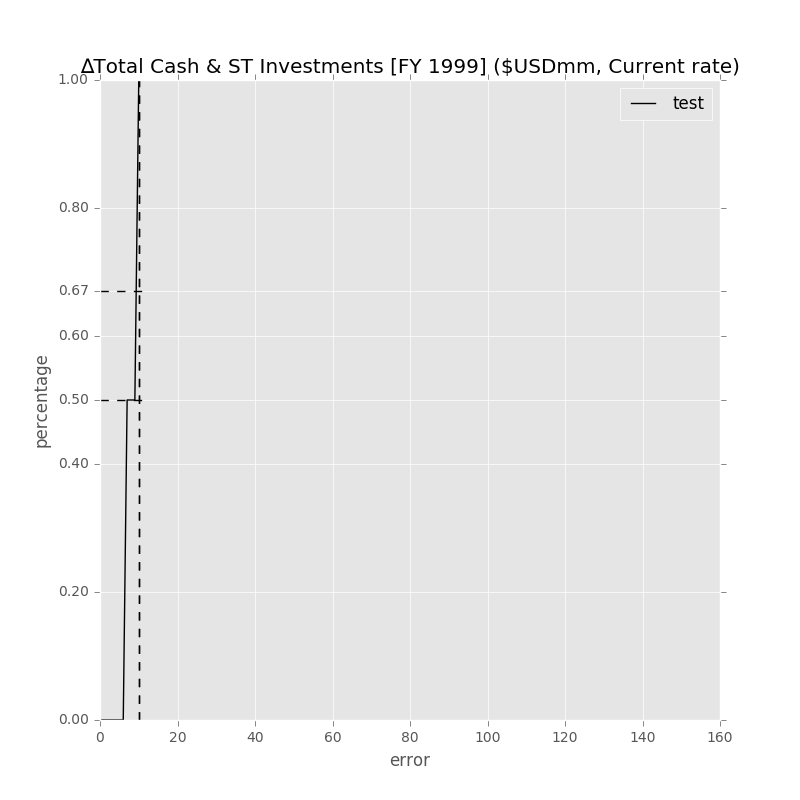 ΔTotal Cash & ST Investments [FY 1999] ($USDmm, Current rate)
1.00
test
0.80
0.67
0.60
percentage
0.50
0.40
0.20
0.00
0 20 40 60 80 100 120 140 160
error